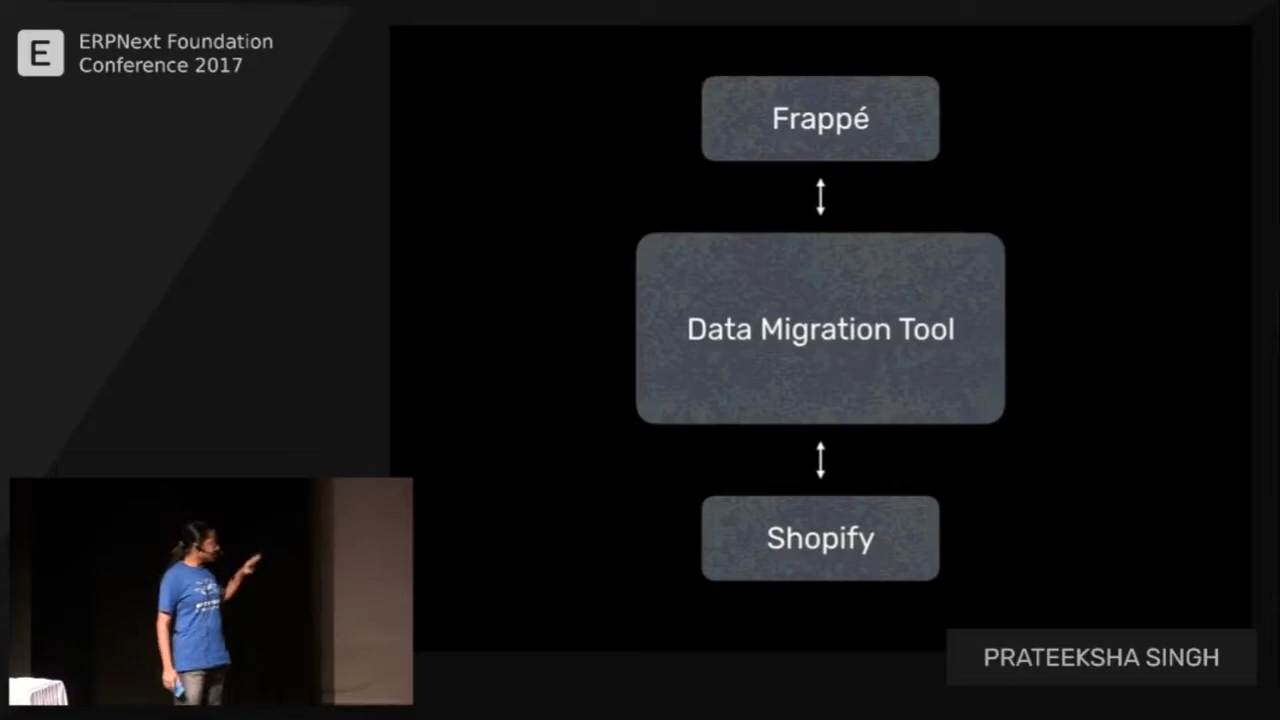 E
ERPNext Foundation
Conference 2017
Frappé
Data Migration Tool
Shopify
PRATEEKSHA SINGH